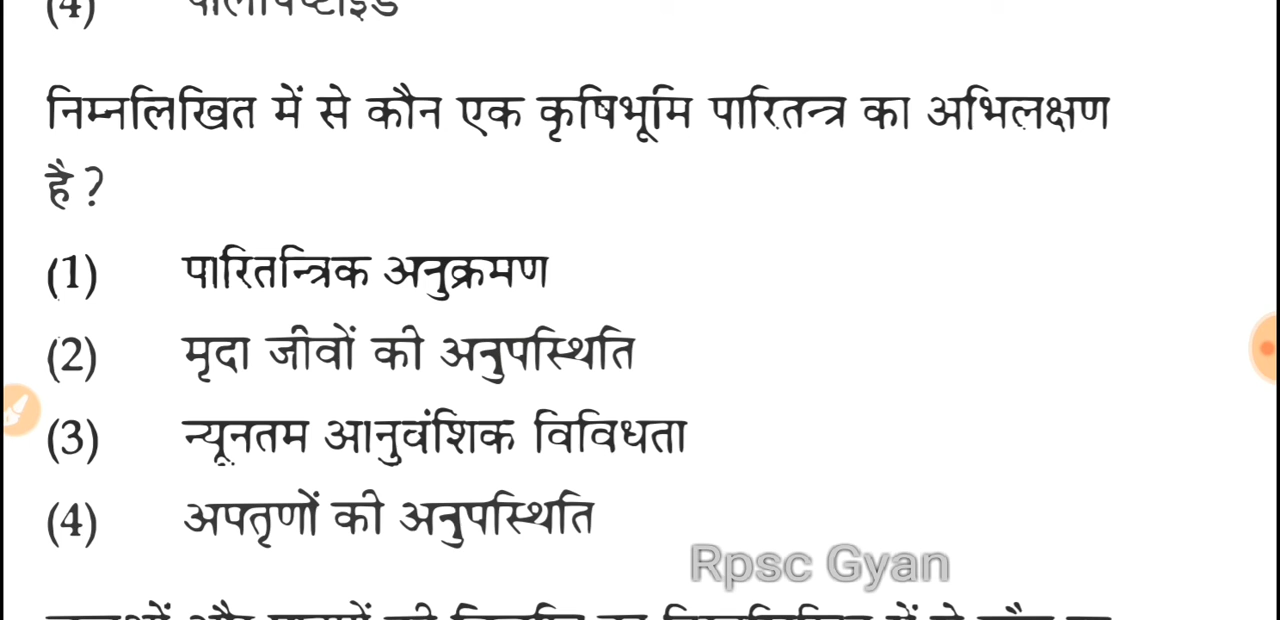 (4)
निम्नलिखित में से कौन एक कृषिभूमि पारितन्त्र का अभिलक्षण
है ?
(1) पारितन्त्रिक अनुक्रमण
(2) मृदा जीवों की अनुपस्थिति
(3) न्यूनतम आनुवंशिक विविधता
(4) अपतृणों की अनुपस्थिति
Rpsc Gyan